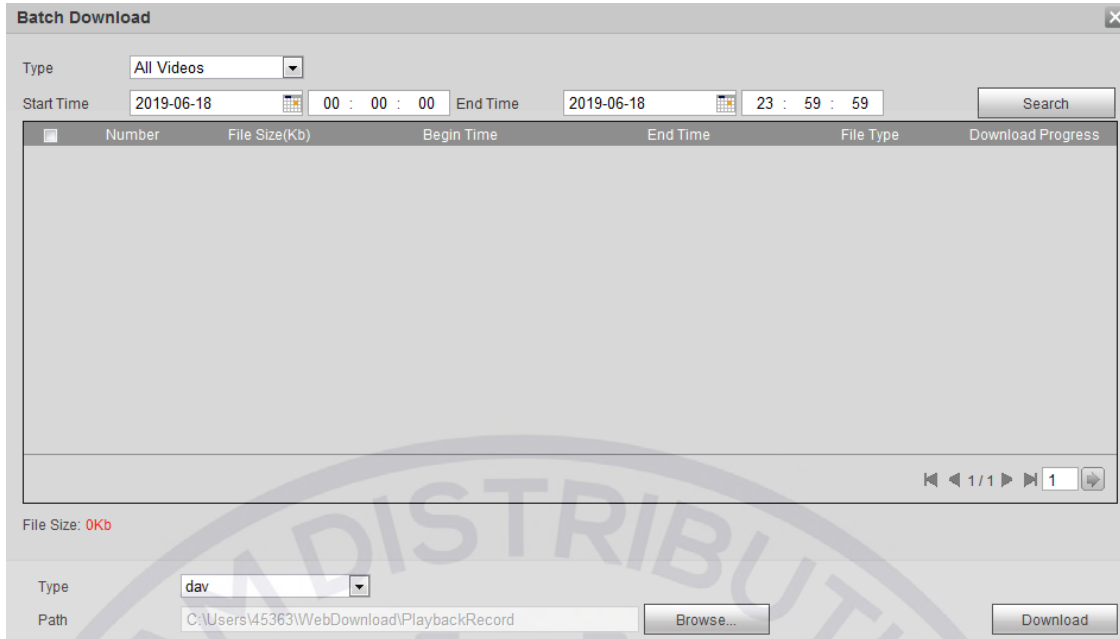 Batch Download
Type All Videos
Start Time 2019-06-18 00 : 00 : 00 End Time 2019-06-18 23 : 59 : 59 Search
Number File Size(Kb) Begin Time End Time File Type Download Progress
1 / 1 1
File Size: 0Kb
Type dav
Path C:\Users\45363\WebDownload\PlaybackRecord Browse... Download